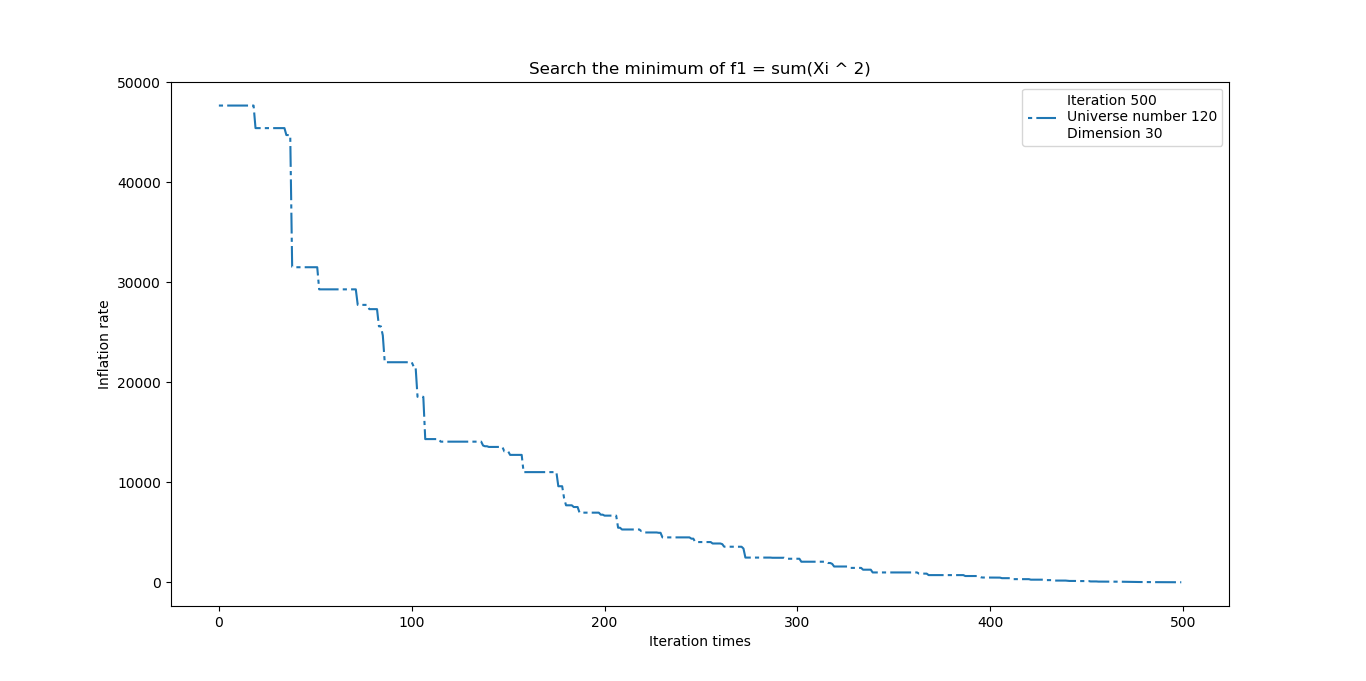 Search the minimum of f1 = sum(Xi ^ 2)
50000
40000
30000
20000
10000
0
Inflation rate
Iteration 500
Universe number 120
Dimension 30
0
100
200
300
400
500
Iteration times